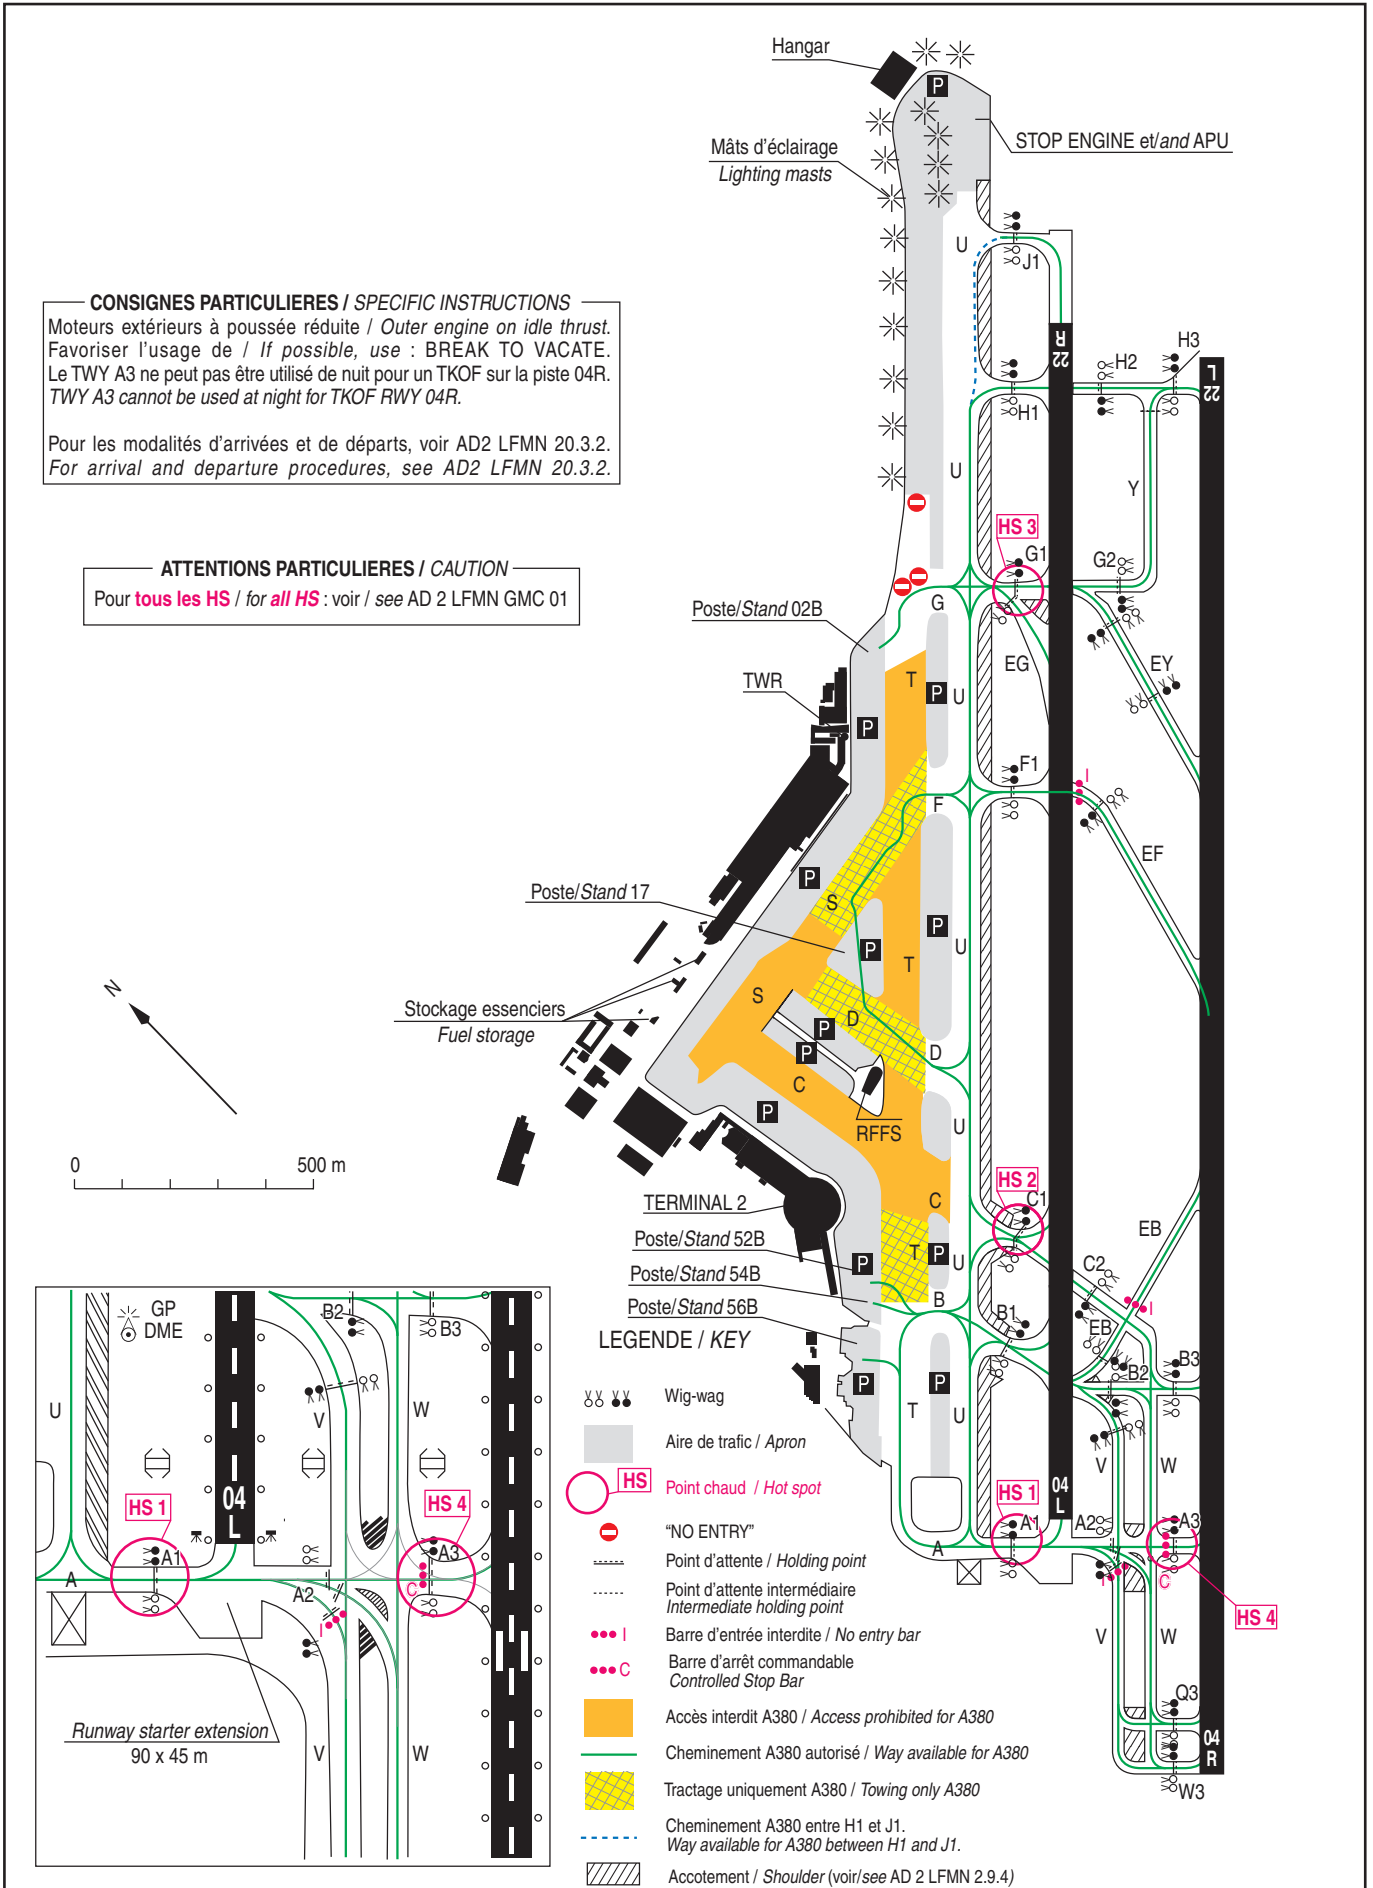 Hangar
P
STOP ENGINE et/and APU
Mâts d'éclairage
Lighting masts
U
J1
CONSIGNES PARTICULIERES / SPECIFIC INSTRUCTIONS
Moteurs extérieurs à poussée réduite / Outer engine on idle thrust.
Favoriser l'usage de / If possible, use : BREAK TO VACATE.
Le TWY A3 ne peut pas être utilisé de nuit pour un TKOF sur la piste 04R.
TWY A3 cannot be used at night for TKOF RWY 04R.
Pour les modalités d'arrivées et de départs, voir AD2 LFMN 20.3.2.
For arrival and departure procedures, see AD2 LFMN 20.3.2.
22
R
H3
H2
22
L
H1
U
Y
HS 3
G1
G2
ATTENTIONS PARTICULIERES / CAUTION
Pour tous les HS / for all HS : voir / see AD 2 LFMN GMC 01
Poste/Stand 02B
G
EG
EY
TWR
T
P
U
P
F1
I
F
EF
P
Poste/Stand 17
S
P
P
T
U
N
S
Stockage essenciers
Fuel storage
P
D
P
D
C
P
RFFS
U
0
500 m
HS 2
C1
TERMINAL 2
C
EB
Poste/Stand 52B
P
T
P
U
C2
Poste/Stand 54B
I
B
Poste/Stand 56B
B1
EB
LEGENDE / KEY
B3
B2
P
P
T
U
V
W
HS 1
04
L
A1
A2
A3
A
I
C
HS 4
V
W
Q3
04
R
W3
GP
DME
B2
B3
U
V
W
HS 1
04
L
HS 4
A1
A3
A
A2
C
I
Runway starter extension
90 x 45 m
V
W
Wig-wag
Aire de trafic / Apron
HS
Point chaud / Hot spot
"NO ENTRY"
Point d'attente / Holding point
Point d'attente intermédiaire
Intermediate holding point
I
Barre d'entrée interdite / No entry bar
C
Barre d'arrêt commandable
Controlled Stop Bar
Accès interdit A380 / Access prohibited for A380
Cheminement A380 autorisé / Way available for A380
Tractage uniquement A380 / Towing only A380
Cheminement A380 entre H1 et J1.
Way available for A380 between H1 and J1.
Accotement / Shoulder (voir/see AD 2 LFMN 2.9.4)